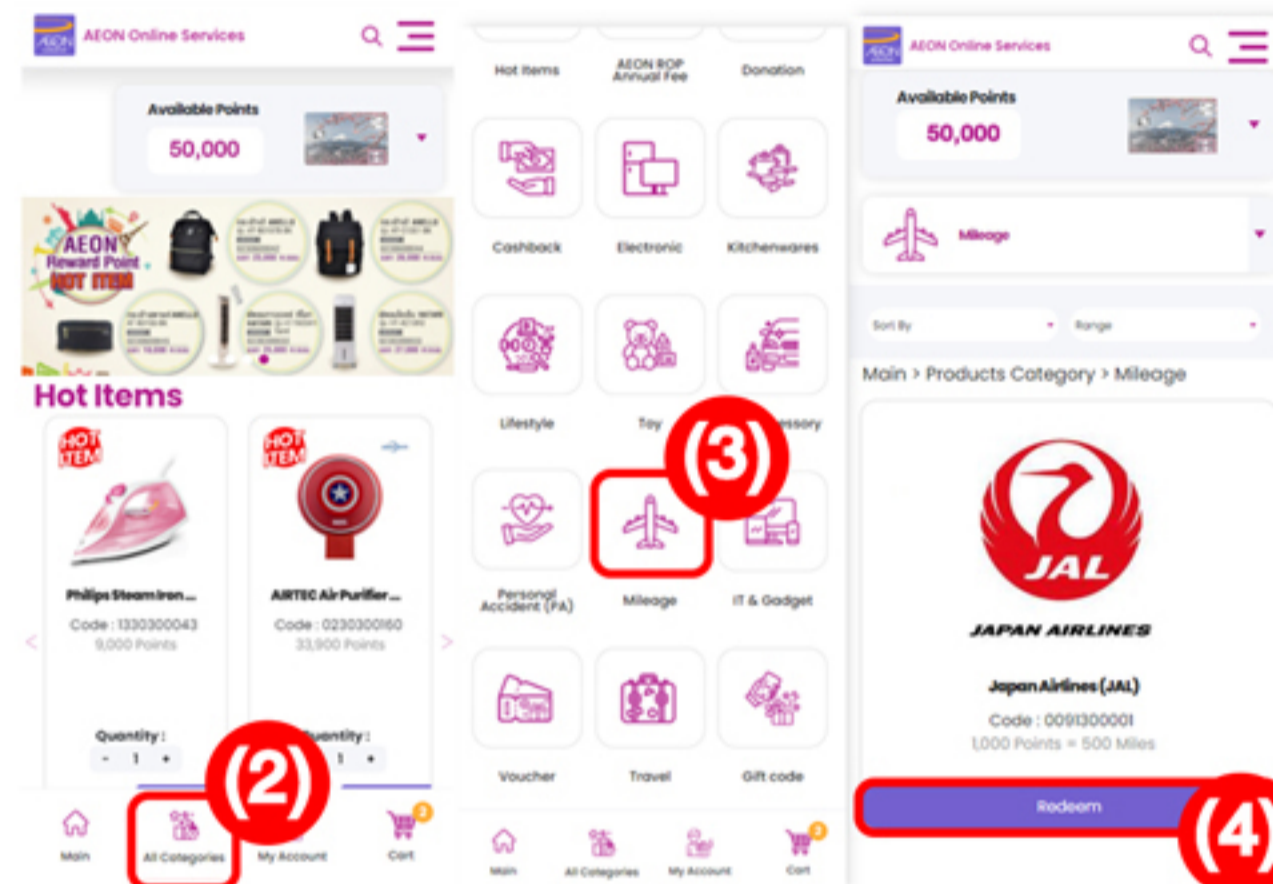 AEON
AEON Online Services
Available Points
50,000
AEON
Reward Point
HOT ITEM
Hot Items
HOT
ITEM
Philips Steam Iron ...
Code : 1330300043
9,000 Points
Quantity :
- 1 +
HOT
ITEM
AIRTEC Air Purifier ...
Code : 0230300160
33,900 Points
Quantity :
1 +
<
>
(2)
Main
All Categories
My Account
Cart
2
Hot Items
AEON ROP
Annual Fee
Donation
Cashback
Electronic
Kitchenwares
Lifestyle
Toy
essory
(3)
Personal
Accident (PA)
Mileage
IT & Gadget
Voucher
Travel
Gift code
Main
All Categories
My Account
Cart
2
AEON
AEON Online Services
Available Points
50,000
Mileage
Sort By
Range
Main > Products Category > Mileage
JAL
JAPAN AIRLINES
Japan Airlines (JAL)
Code : 0091300001
1,000 Points = 500 Miles
Redeem
(4)